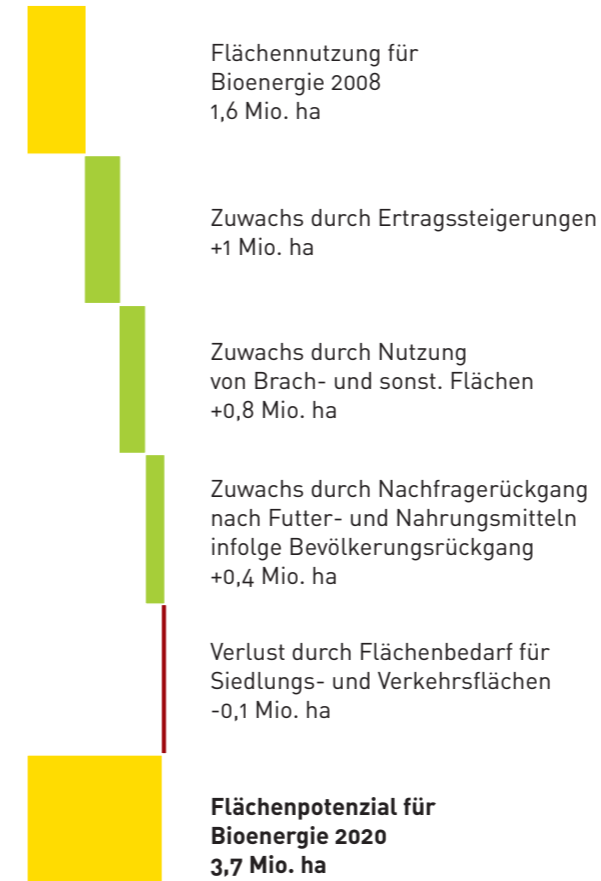 Flächennutzung für
Bioenergie 2008
1,6 Mio. ha
Zuwachs durch Ertragssteigerungen
+1 Mio. ha
Zuwachs durch Nutzung
von Brach- und sonst. Flächen
+0,8 Mio. ha
Zuwachs durch Nachfragerückgang
nach Futter- und Nahrungsmitteln
infolge Bevölkerungsrückgang
+0,4 Mio. ha
Verlust durch Flächenbedarf für
Siedlungs- und Verkehrsflächen
-0,1 Mio. ha
Flächenpotenzial für
Bioenergie 2020
3,7 Mio. ha